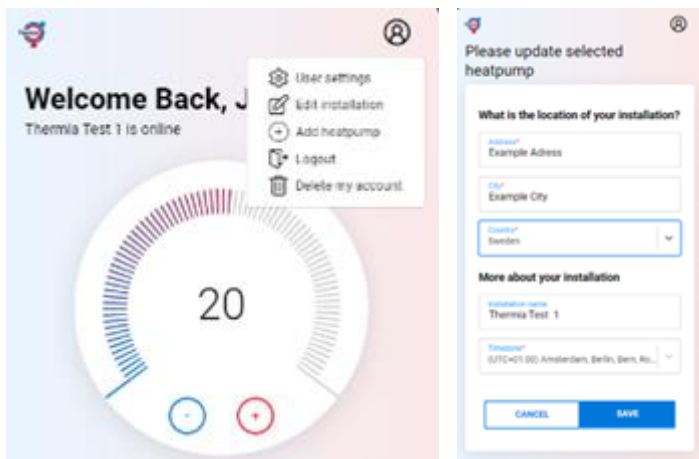 Welcome Back, J
Thermia Test 1 is online
User settings
Edit installation
Add heatpump
Logout
Delete my account
20
-
+
Please update selected
heatpump
What is the location of your installation?
Address*
Example Adress
City*
Example City
Country*
Sweden
More about your installation
Installation name
Thermia Test 1
Timezone*
(UTC+01:00) Amsterdam, Berlin, Bern, Ro...
CANCEL
SAVE